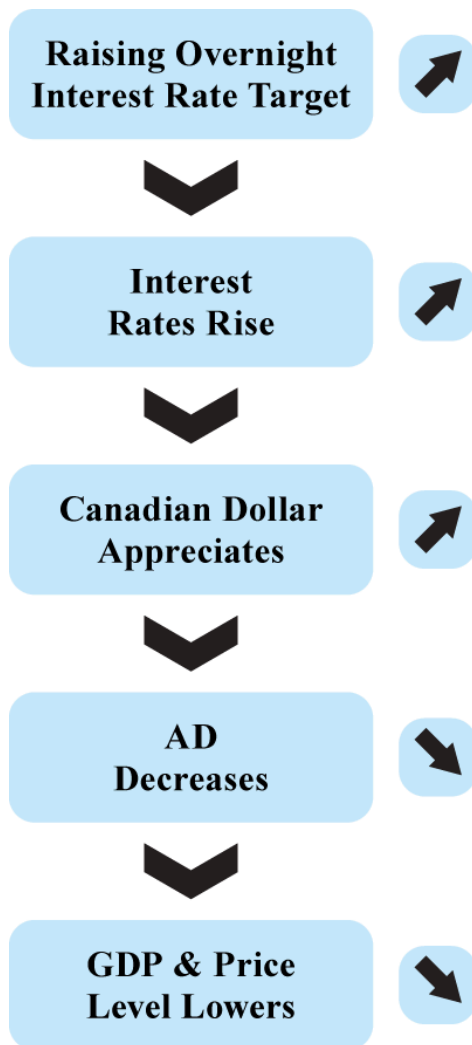 Raising Overnight
Interest Rate Target
Interest
Rates Rise
Canadian Dollar
Appreciates
AD
Decreases
GDP & Price
Level Lowers